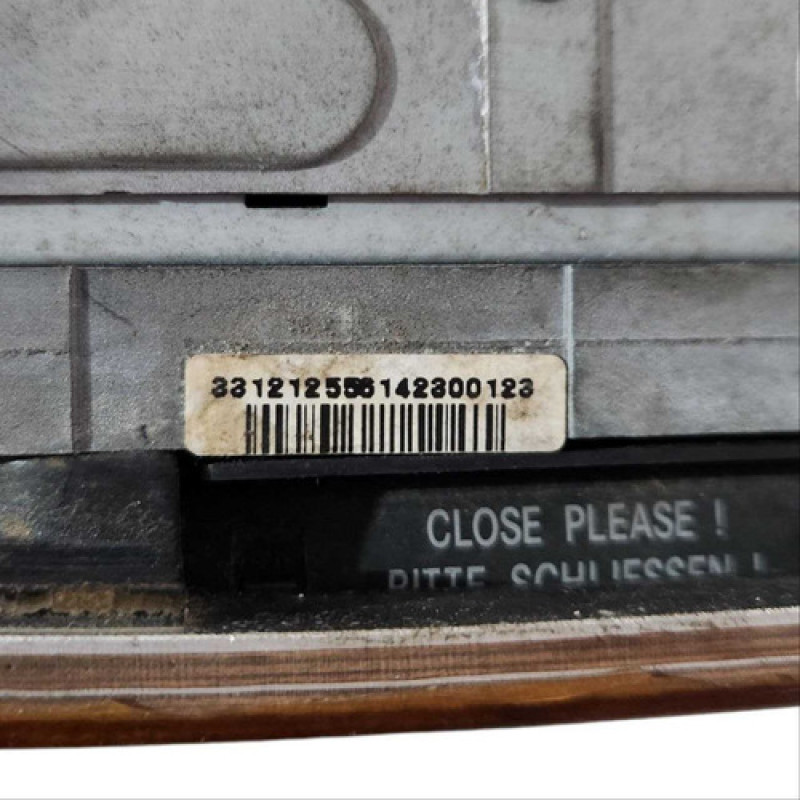 331212556142300123
CLOSE PLEASE !
BITTE SCHLIESSEN !